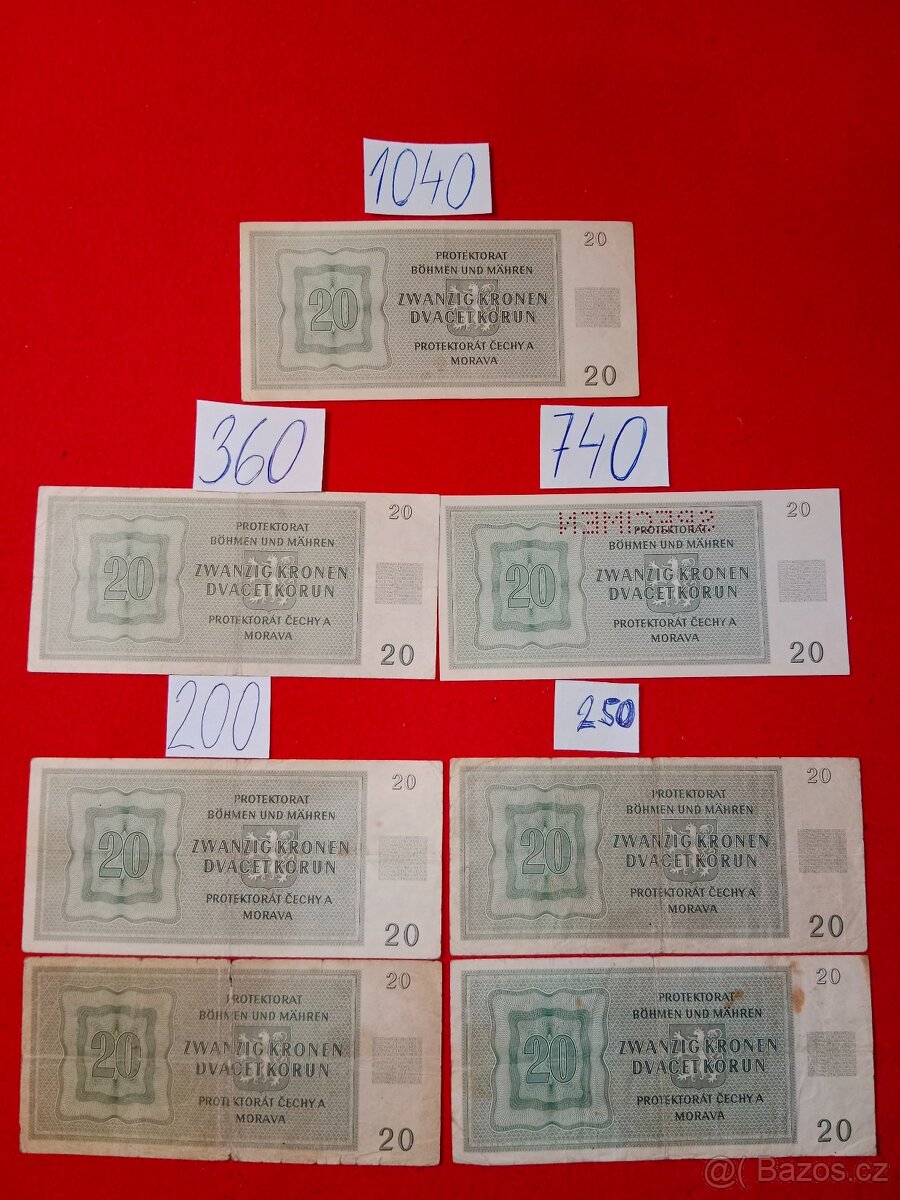 1040
20
PROTEKTORAT
BÖHMEN UND MÄHREN
20
ZWANZIG KRONEN
DVACET KORUN
PROTEKTORÁT ČECHY A
MORAVA
20
360
740
20
PROTEKTORAT
BÖHMEN UND MÄHREN
20
ZWANZIG KRONEN
DVACET KORUN
PROTEKTORÁT ČECHY A
MORAVA
20
SPECIMEN
20
PROTEKTORAT
BÖHMEN UND MÄHREN
20
ZWANZIG KRONEN
DVACET KORUN
PROTEKTORÁT ČECHY A
MORAVA
20
200
250
20
PROTEKTORAT
BÖHMEN UND MÄHREN
20
ZWANZIG KRONEN
DVACET KORUN
PROTEKTORÁT ČECHY A
MORAVA
20
20
PROTEKTORAT
BÖHMEN UND MÄHREN
20
ZWANZIG KRONEN
DVACET KORUN
PROTEKTORÁT ČECHY A
MORAVA
20
20
PROTEKTORAT
BÖHMEN UND MÄHREN
20
ZWANZIG KRONEN
DVACET KORUN
PROTEKTORÁT ČECHY A
MORAVA
20
20
PROTEKTORAT
BÖHMEN UND MÄHREN
20
ZWANZIG KRONEN
DVACET KORUN
PROTEKTORÁT ČECHY A
MORAVA
20
@( Bazos.cz